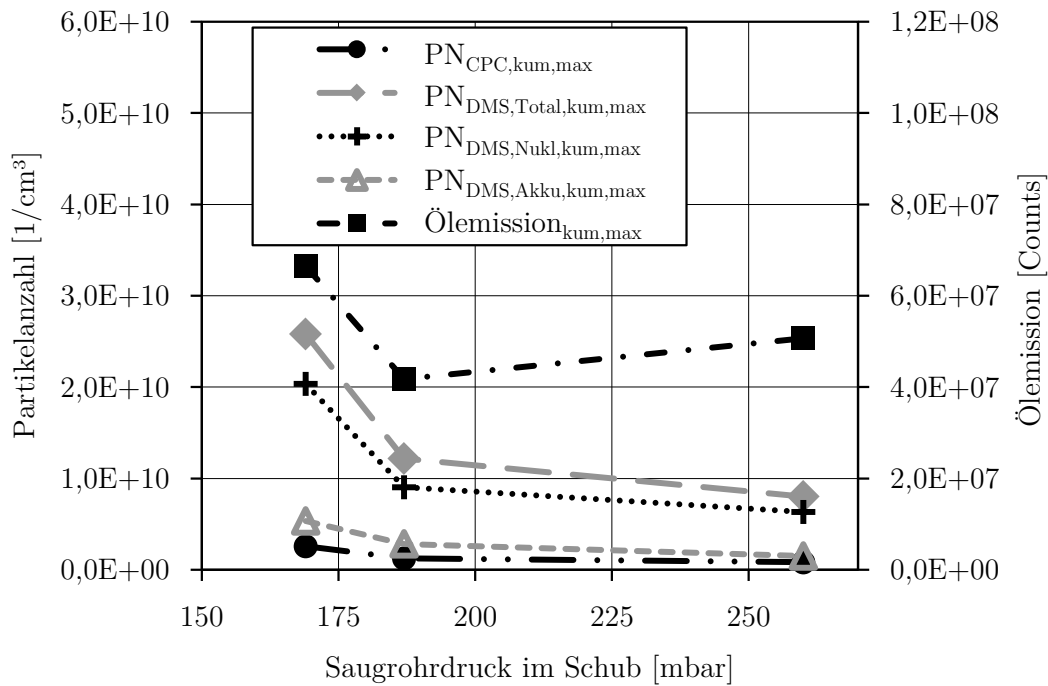 6,0E+10
5,0E+10
4,0E+10
3,0E+10
2,0E+10
1,0E+10
0,0E+00
Partikelanzahl [1/cm³]
PN_CPC,kum,max
PN_DMS,Total,kum,max
PN_DMS,Nukl,kum,max
PN_DMS,Akku,kum,max
Ölemission_kum,max
1,2E+08
1,0E+08
8,0E+07
6,0E+07
4,0E+07
2,0E+07
0,0E+00
Ölemission [Counts]
150 175 200 225 250
Saugrohrdruck im Schub [mbar]